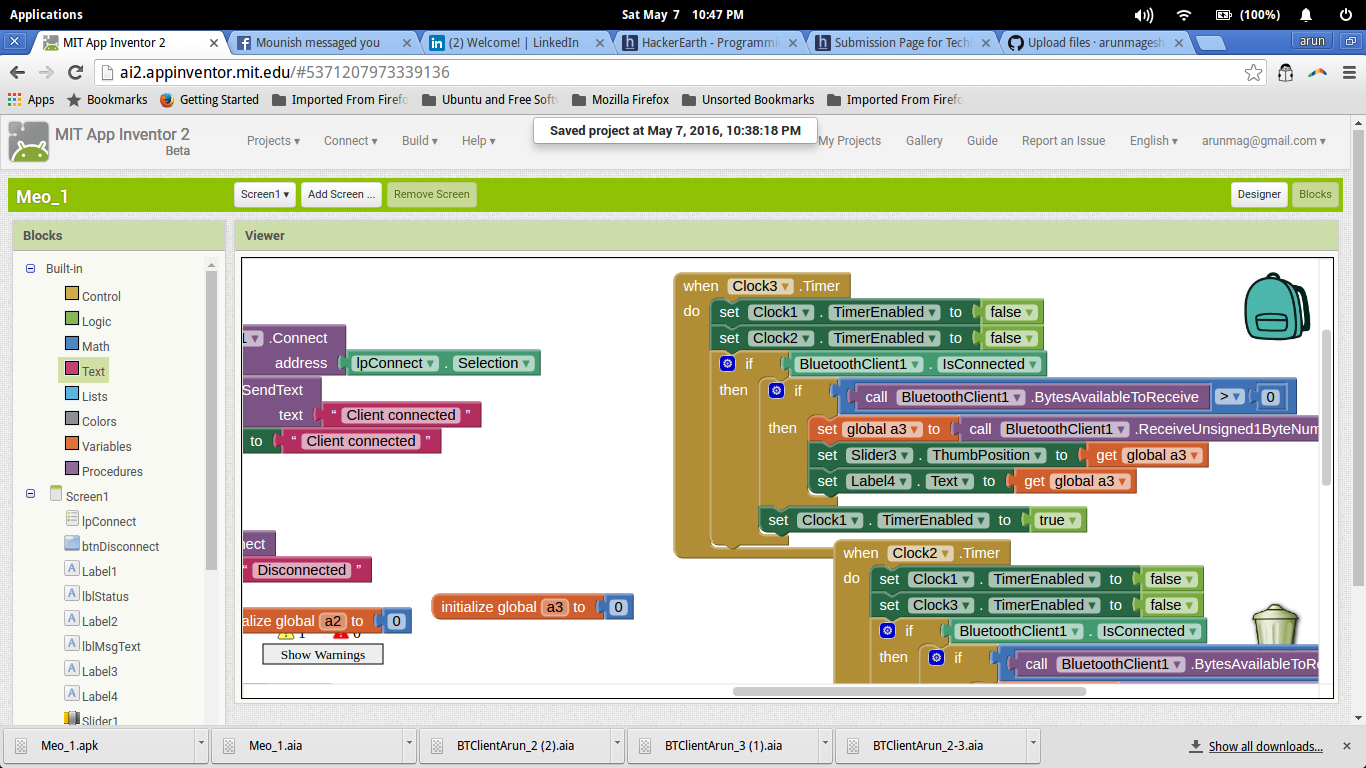 Applications
Sat May 7 10:47 PM
(100%)
MIT App Inventor 2
Mounish messaged you
(2) Welcome! | LinkedIn
HackerEarth - Programmi
Submission Page for Tech
Upload files · arunmagesh
arun
ai2.appinventor.mit.edu/#5371207973339136
Apps
Bookmarks
Getting Started
Imported From Firefo
Ubuntu and Free Soft
Mozilla Firefox
Unsorted Bookmarks
Imported From Firefo
MIT App Inventor 2
Beta
Projects ▾
Connect ▾
Build ▾
Help ▾
Saved project at May 7, 2016, 10:38:18 PM
My Projects
Gallery
Guide
Report an Issue
English ▾
arunmag@gmail.com ▾
Meo_1
Screen1 ▾
Add Screen ...
Remove Screen
Designer
Blocks
Blocks
Viewer
Built-in
Control
Logic
Math
Text
Lists
Colors
Variables
Procedures
Screen1
lpConnect
btnDisconnect
Label1
lblStatus
Label2
lblMsgText
Label3
Label4
Slider1
1 ▾ .Connect
address lpConnect ▾ . Selection ▾
SendText
text “ Client connected ”
to “ Client connected ”
ect
“ Disconnected ”
alize global a2 to 0
initialize global a3 to 0
1 0
Show Warnings
when Clock3 ▾ .Timer
do set Clock1 ▾ . TimerEnabled ▾ to false ▾
set Clock2 ▾ . TimerEnabled ▾ to false ▾
if BluetoothClient1 ▾ . IsConnected ▾
then if call BluetoothClient1 ▾ .BytesAvailableToReceive > ▾ 0
then set global a3 ▾ to call BluetoothClient1 ▾ .ReceiveUnsigned1ByteNum
set Slider3 ▾ . ThumbPosition ▾ to get global a3 ▾
set Label4 ▾ . Text ▾ to get global a3 ▾
set Clock1 ▾ . TimerEnabled ▾ to true ▾
when Clock2 ▾ .Timer
do set Clock1 ▾ . TimerEnabled ▾ to false ▾
set Clock3 ▾ . TimerEnabled ▾ to false ▾
if BluetoothClient1 ▾ . IsConnected ▾
then if call BluetoothClient1 ▾ .BytesAvailableToRe
Meo_1.apk
Meo_1.aia
BTClientArun_2 (2).aia
BTClientArun_3 (1).aia
BTClientArun_2-3.aia
Show all downloads...